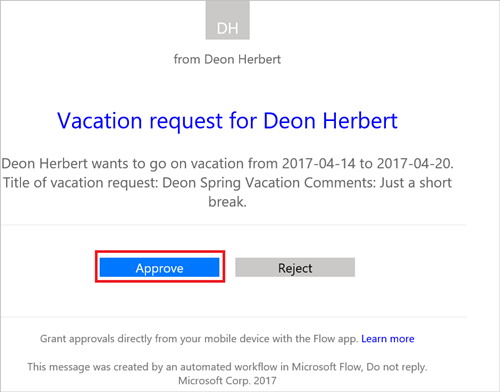 DH
from Deon Herbert
Vacation request for Deon Herbert
Deon Herbert wants to go on vacation from 2017-04-14 to 2017-04-20.
Title of vacation request: Deon Spring Vacation Comments: Just a short
break.
Approve Reject
Grant approvals directly from your mobile device with the Flow app. Learn more
This message was created by an automated workflow in Microsoft Flow, Do not reply.
Microsoft Corp. 2017